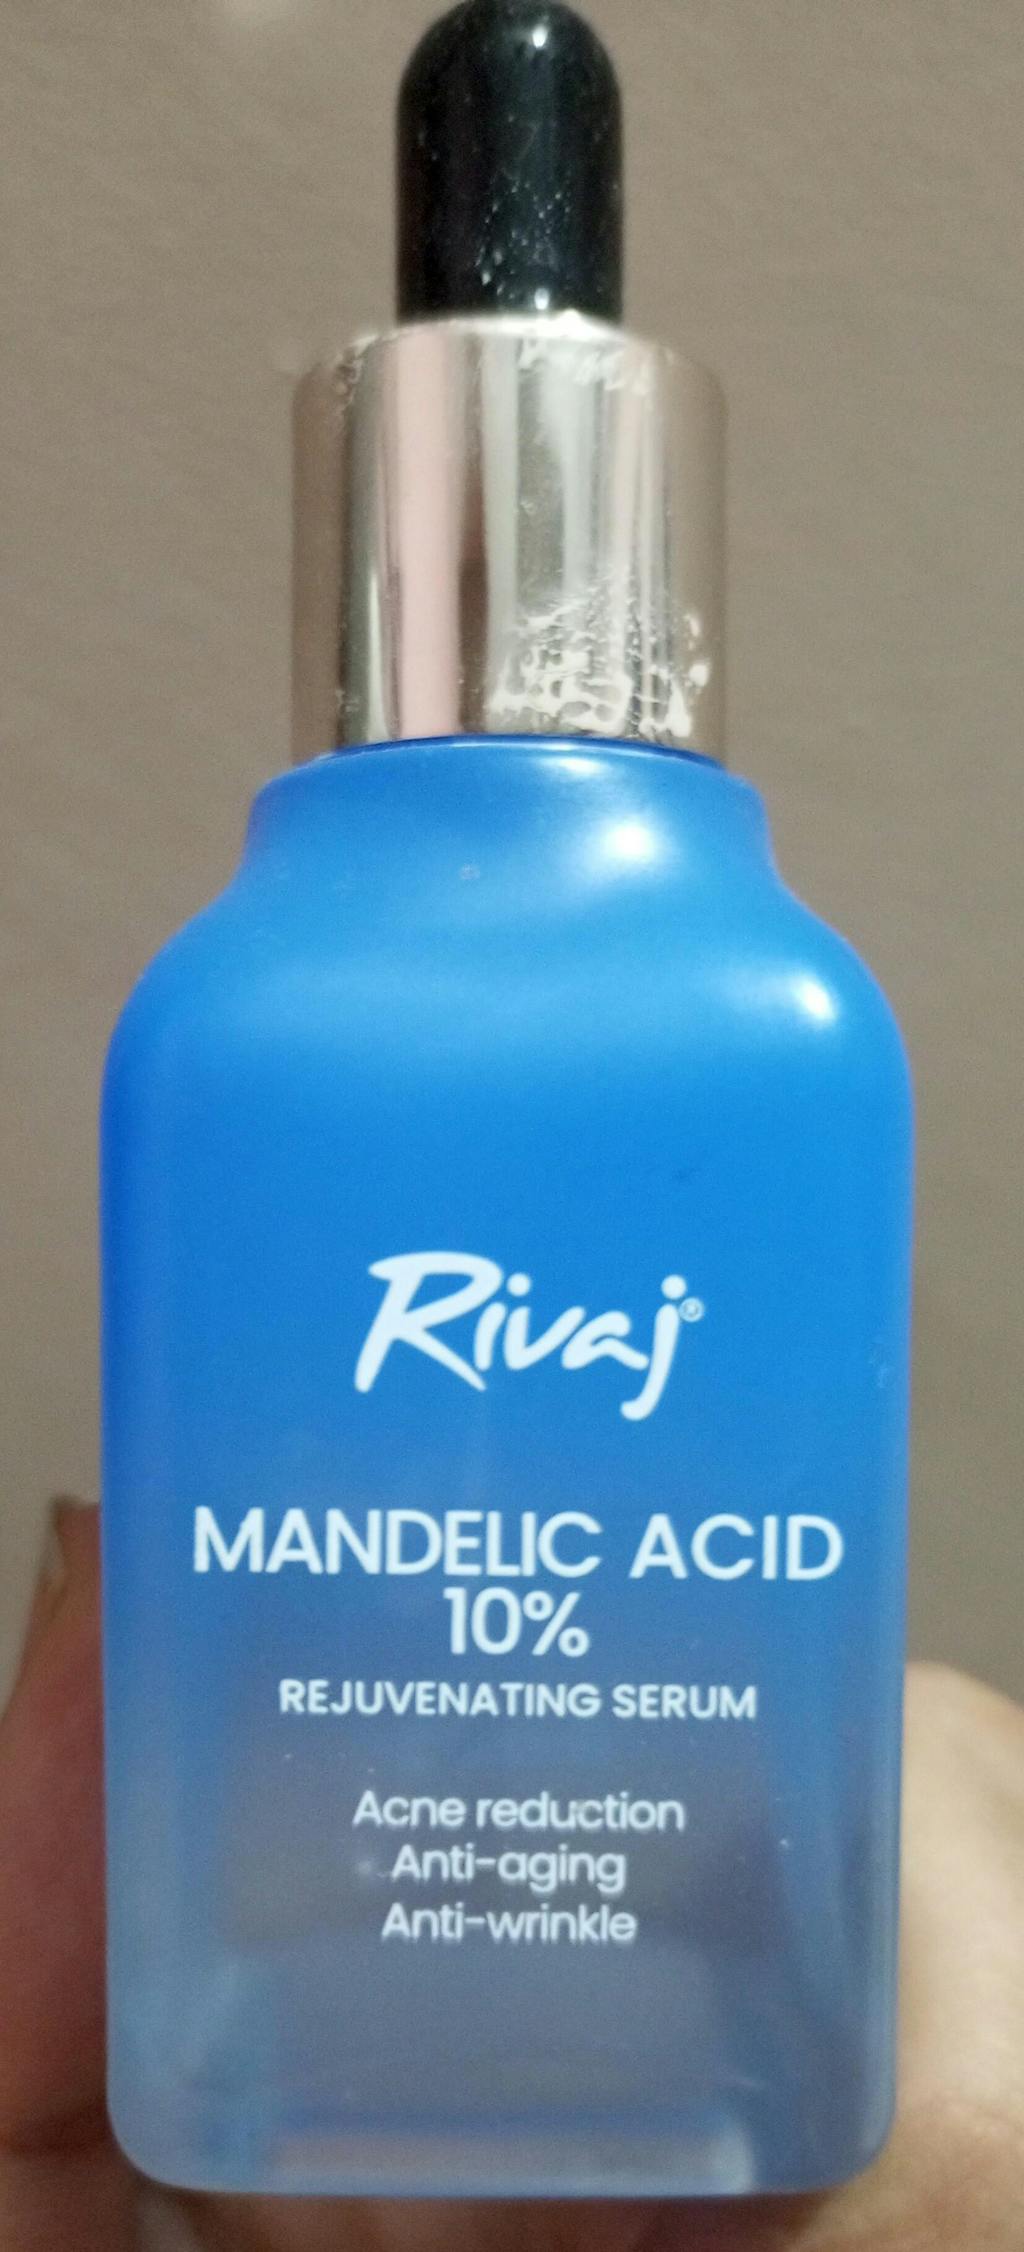 Rivaj®
MANDELIC ACID
10%
REJUVENATING SERUM
Acne reduction
Anti-aging
Anti-wrinkle